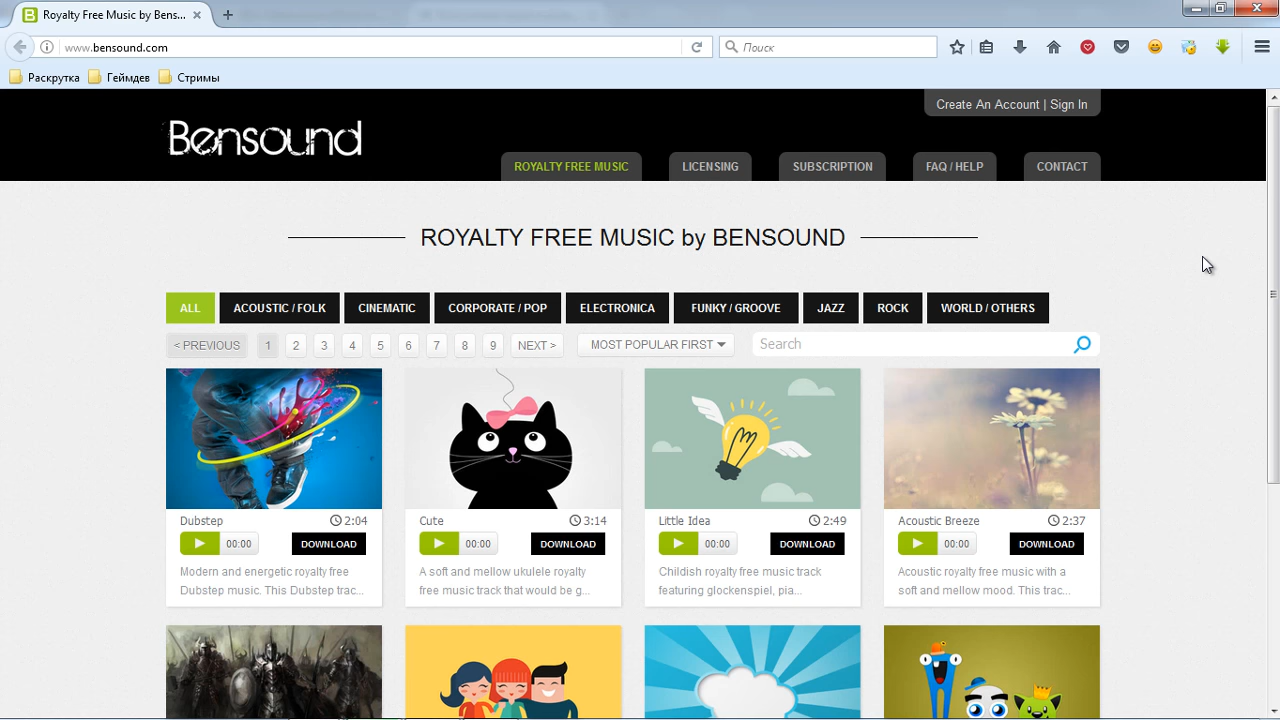 Royalty Free Music by Bens...
www.bensound.com
Поиск
Раскрутка Геймдев Стримы
Create An Account | Sign In
Bensound
ROYALTY FREE MUSIC LICENSING SUBSCRIPTION FAQ / HELP CONTACT
ROYALTY FREE MUSIC by BENSOUND
ALL ACOUSTIC / FOLK CINEMATIC CORPORATE / POP ELECTRONICA FUNKY / GROOVE JAZZ ROCK WORLD / OTHERS
< PREVIOUS 1 2 3 4 5 6 7 8 9 NEXT > MOST POPULAR FIRST Search
Dubstep 2:04
00:00 DOWNLOAD
Modern and energetic royalty free
Dubstep music. This Dubstep trac...
Cute 3:14
00:00 DOWNLOAD
A soft and mellow ukulele royalty
free music track that would be g...
Little Idea 2:49
00:00 DOWNLOAD
Childish royalty free music track
featuring glockenspiel, pia...
Acoustic Breeze 2:37
00:00 DOWNLOAD
Acoustic royalty free music with a
soft and mellow mood. This trac...